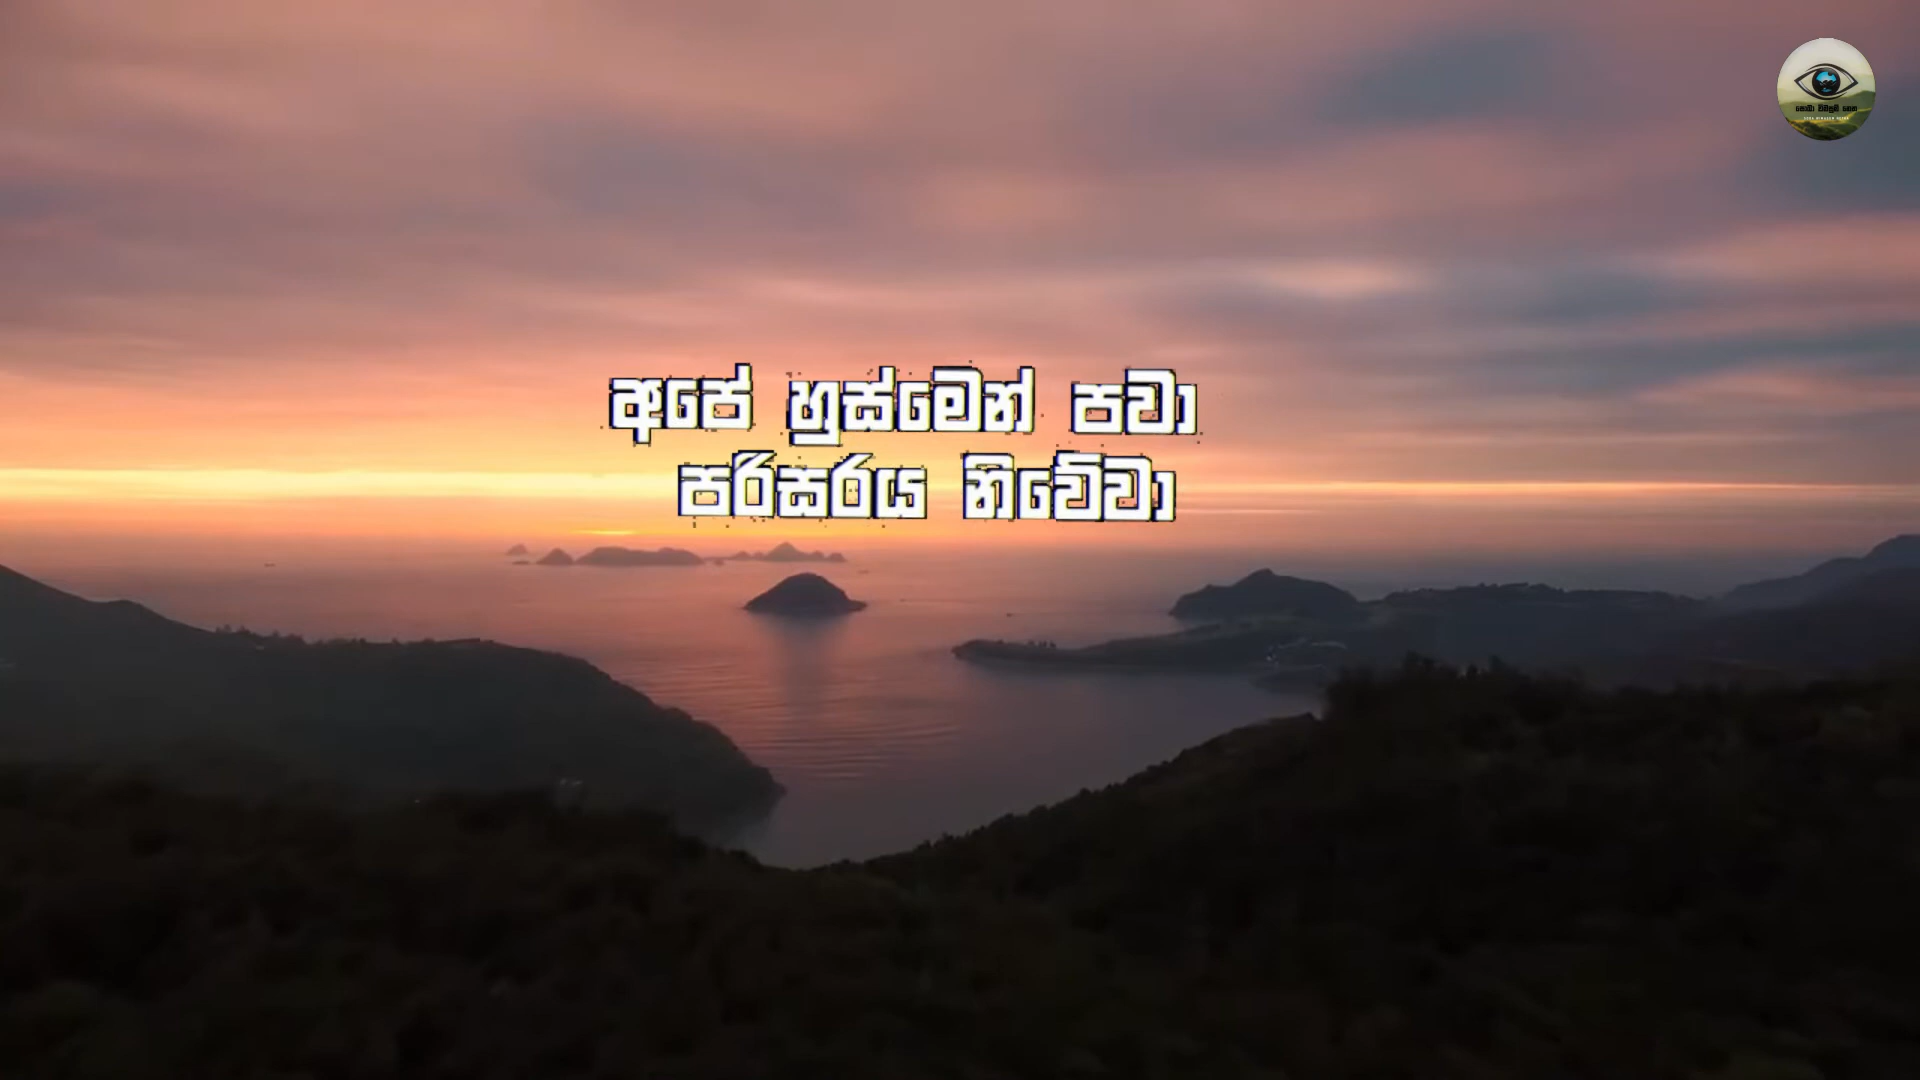 අපේ හුස්මෙන් පවා
පරිසරය නිවේවා